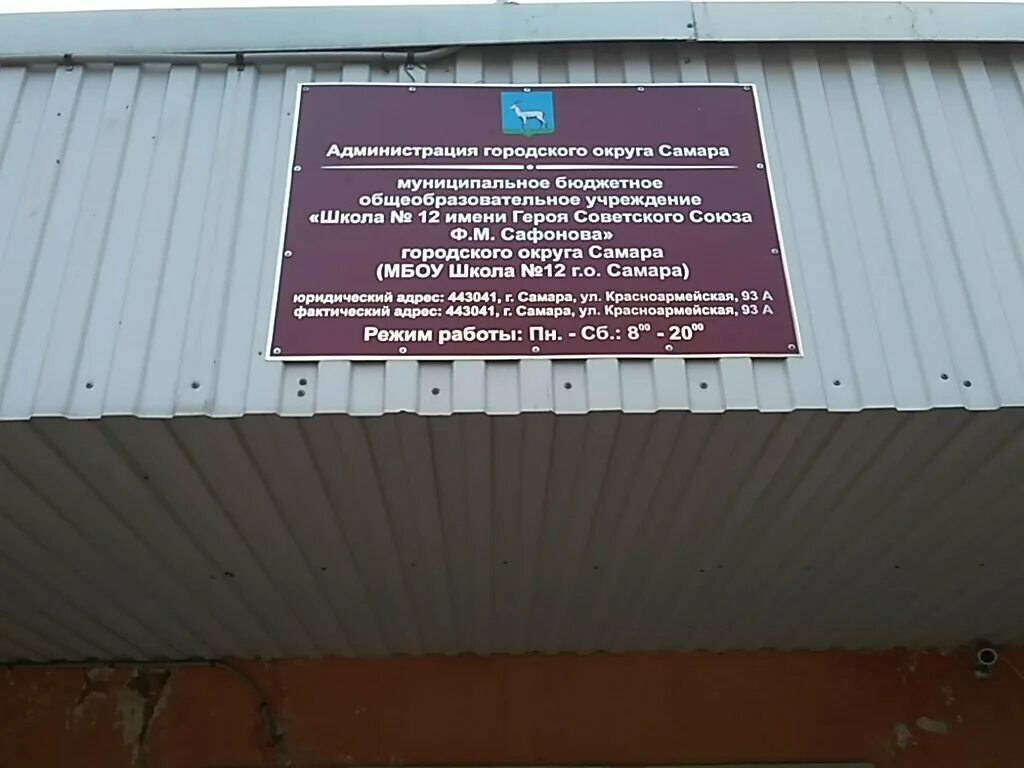 Администрация городского округа Самара
муниципальное бюджетное
общеобразовательное учреждение
«Школа № 12 имени Героя Советского Союза
Ф.М. Сафонова»
городского округа Самара
(МБОУ Школа №12 г.о. Самара)
юридический адрес: 443041, г. Самара, ул. Красноармейская, 93 А
фактический адрес: 443041, г. Самара, ул. Красноармейская, 93 А
Режим работы: Пн. - Сб.: 8⁰⁰ - 20⁰⁰